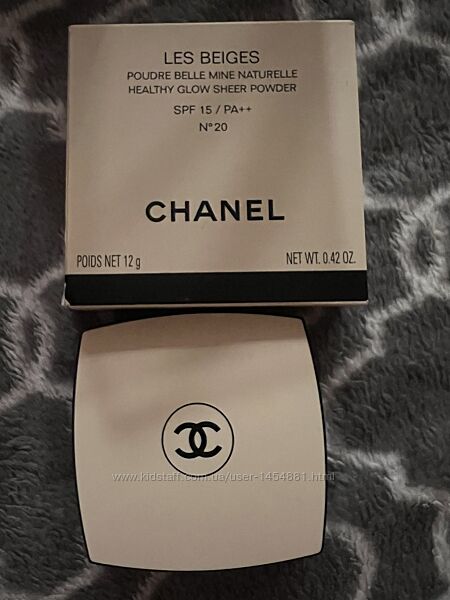 LES BEIGES
POUDRE BELLE MINE NATURELLE
HEALTHY GLOW SHEER POWDER
SPF 15 / PA++
N°20
CHANEL
POIDS NET 12 g NET WT. 0.42 OZ.
www.kidstaff.com.ua/user-1454881.html